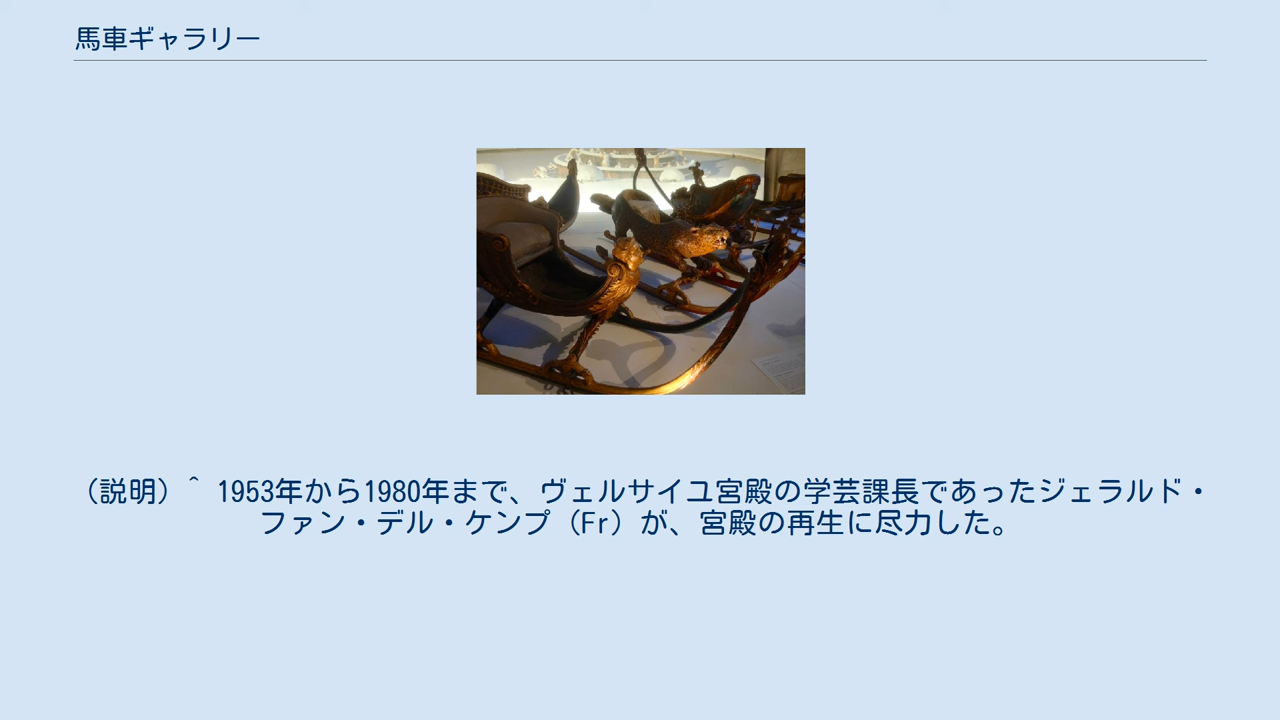 馬車ギャラリー
（説明）^ 1953年から1980年まで、ヴェルサイユ宮殿の学芸課長であったジェラルド・
ファン・デル・ケンプ（Fr）が、宮殿の再生に尽力した。